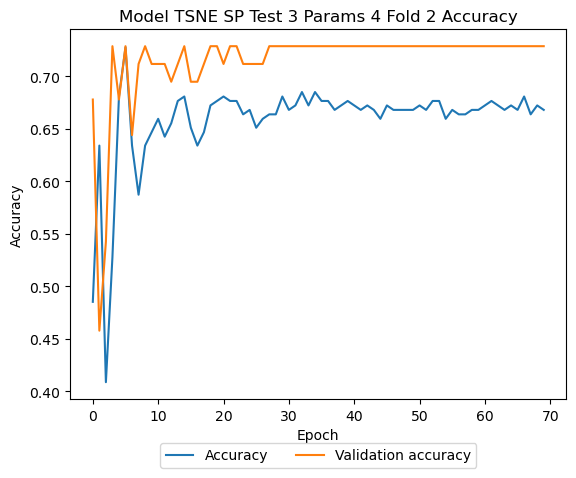 Model TSNE SP Test 3 Params 4 Fold 2 Accuracy
Accuracy
0.70
0.65
0.60
0.55
0.50
0.45
0.40
0 10 20 30 40 50 60 70
Epoch
Accuracy Validation accuracy